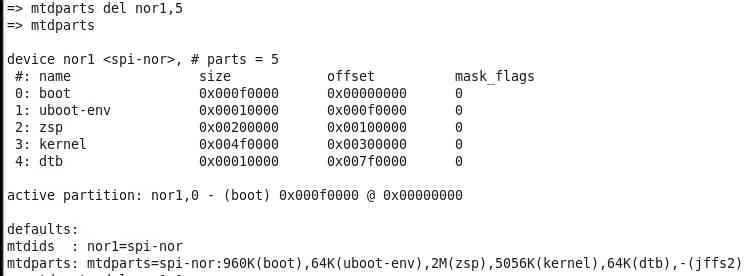 => mtdparts del nor1,5
=> mtdparts
device nor1 <spi-nor>, # parts = 5
#: name size offset mask_flags
0: boot 0x000f0000 0x00000000 0
1: uboot-env 0x00010000 0x000f0000 0
2: zsp 0x00200000 0x00100000 0
3: kernel 0x004f0000 0x00300000 0
4: dtb 0x00010000 0x007f0000 0
active partition: nor1,0 - (boot) 0x000f0000 @ 0x00000000
defaults:
mtdids : nor1=spi-nor
mtdparts: mtdparts=spi-nor:960K(boot),64K(uboot-env),2M(zsp),5056K(kernel),64K(dtb),-(jffs2)